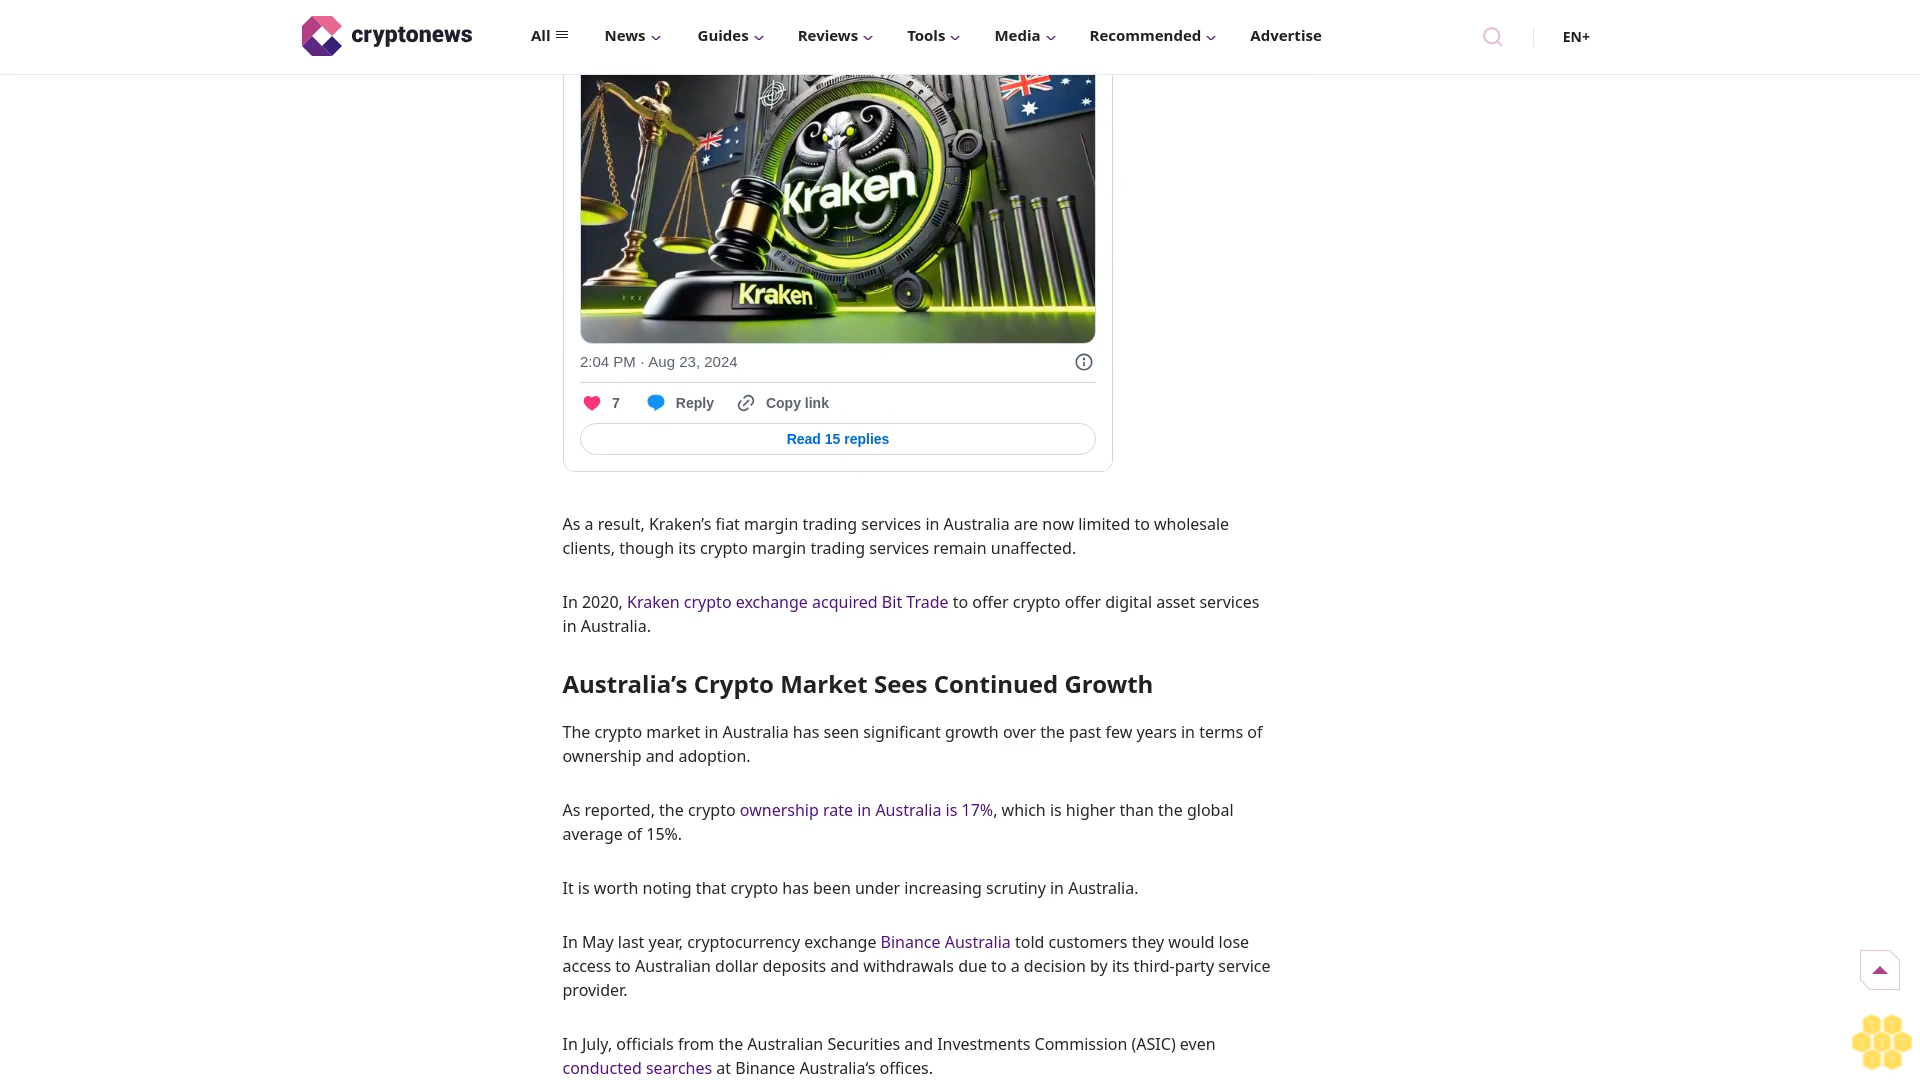 cryptonews
All
News
Guides
Reviews
Tools
Media
Recommended
Advertise
EN+
Kraken
Kraken
2:04 PM · Aug 23, 2024
7
Reply
Copy link
Read 15 replies
As a result, Kraken’s fiat margin trading services in Australia are now limited to wholesale
clients, though its crypto margin trading services remain unaffected.
In 2020, Kraken crypto exchange acquired Bit Trade to offer crypto offer digital asset services
in Australia.
Australia’s Crypto Market Sees Continued Growth
The crypto market in Australia has seen significant growth over the past few years in terms of
ownership and adoption.
As reported, the crypto ownership rate in Australia is 17%, which is higher than the global
average of 15%.
It is worth noting that crypto has been under increasing scrutiny in Australia.
In May last year, cryptocurrency exchange Binance Australia told customers they would lose
access to Australian dollar deposits and withdrawals due to a decision by its third-party service
provider.
In July, officials from the Australian Securities and Investments Commission (ASIC) even
conducted searches at Binance Australia’s offices.